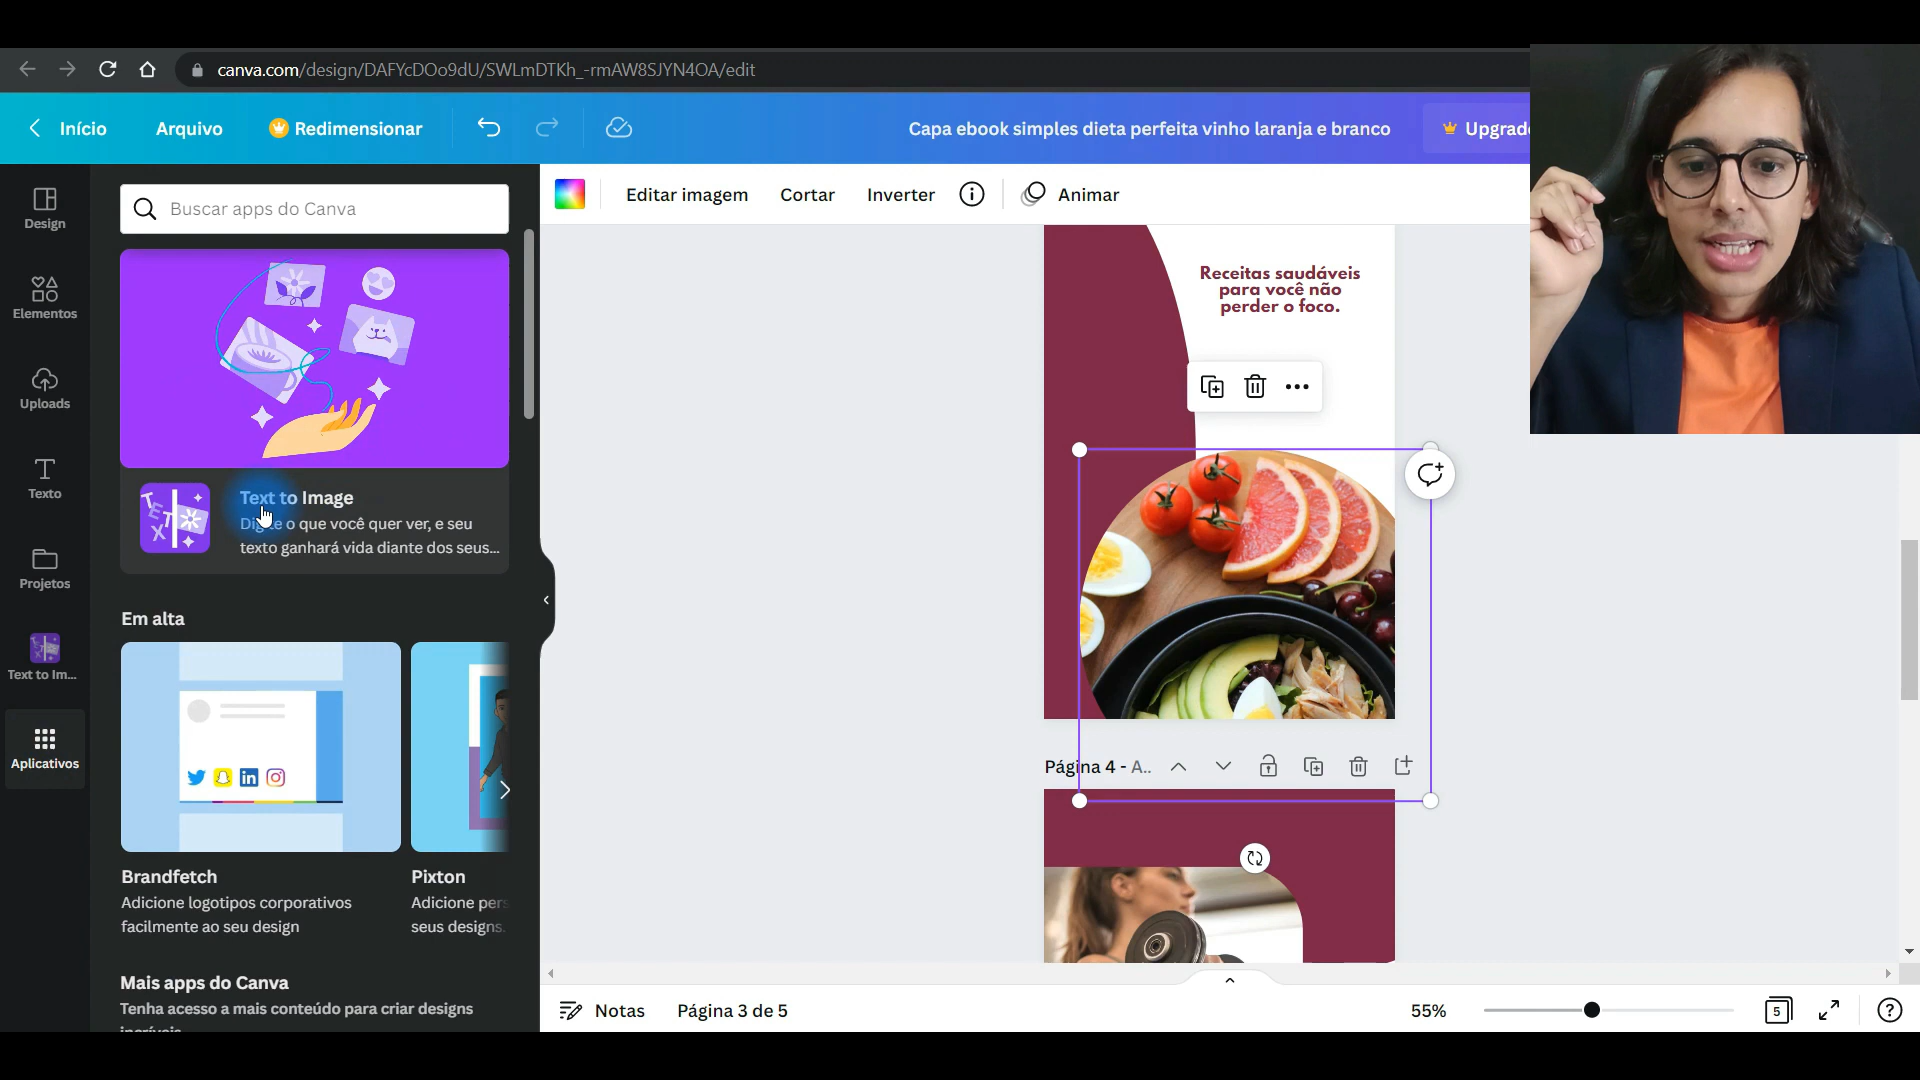 canva.com/design/DAFYcDOo9dU/SWLmDTKh_-rmAW8SJYN4OA/edit
Início
Arquivo
Redimensionar
Capa ebook simples dieta perfeita vinho laranja e branco
Upgrad
Design
Elementos
Uploads
Texto
Projetos
Text to Im...
Aplicativos
Buscar apps do Canva
TEXT
Text to Image
o que você quer ver, e seu
texto ganhará vida diante dos seus...
Em alta
Brandfetch
Adicione logotipos corporativos
facilmente ao seu design
Pixton
Adicione per
seus designs.
Mais apps do Canva
Tenha acesso a mais conteúdo para criar designs
incríveis
Editar imagem
Cortar
Inverter
Animar
Receitas saudáveis
para você não
perder o foco.
Página 4 - A..
Notas
Página 3 de 5
55%
5